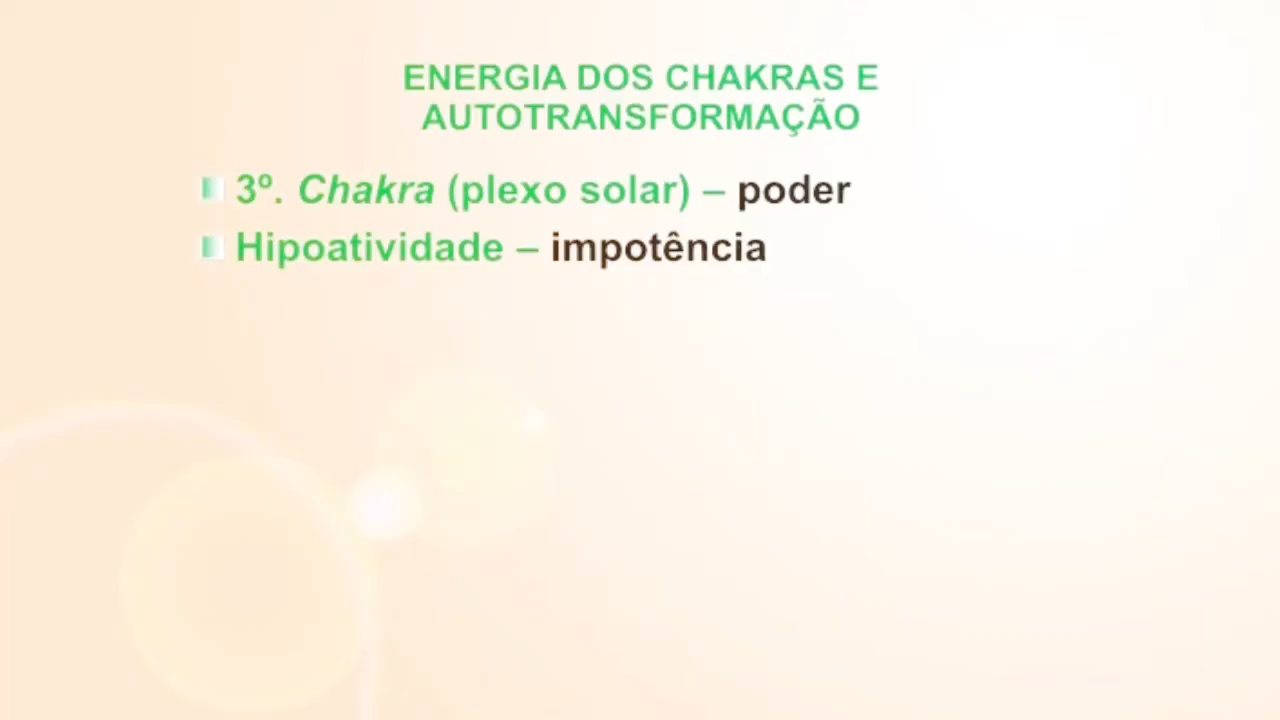 ENERGIA DOS CHAKRAS E
AUTOTRANSFORMAÇÃO
3º. Chakra (plexo solar) – poder
Hipoatividade – impotência